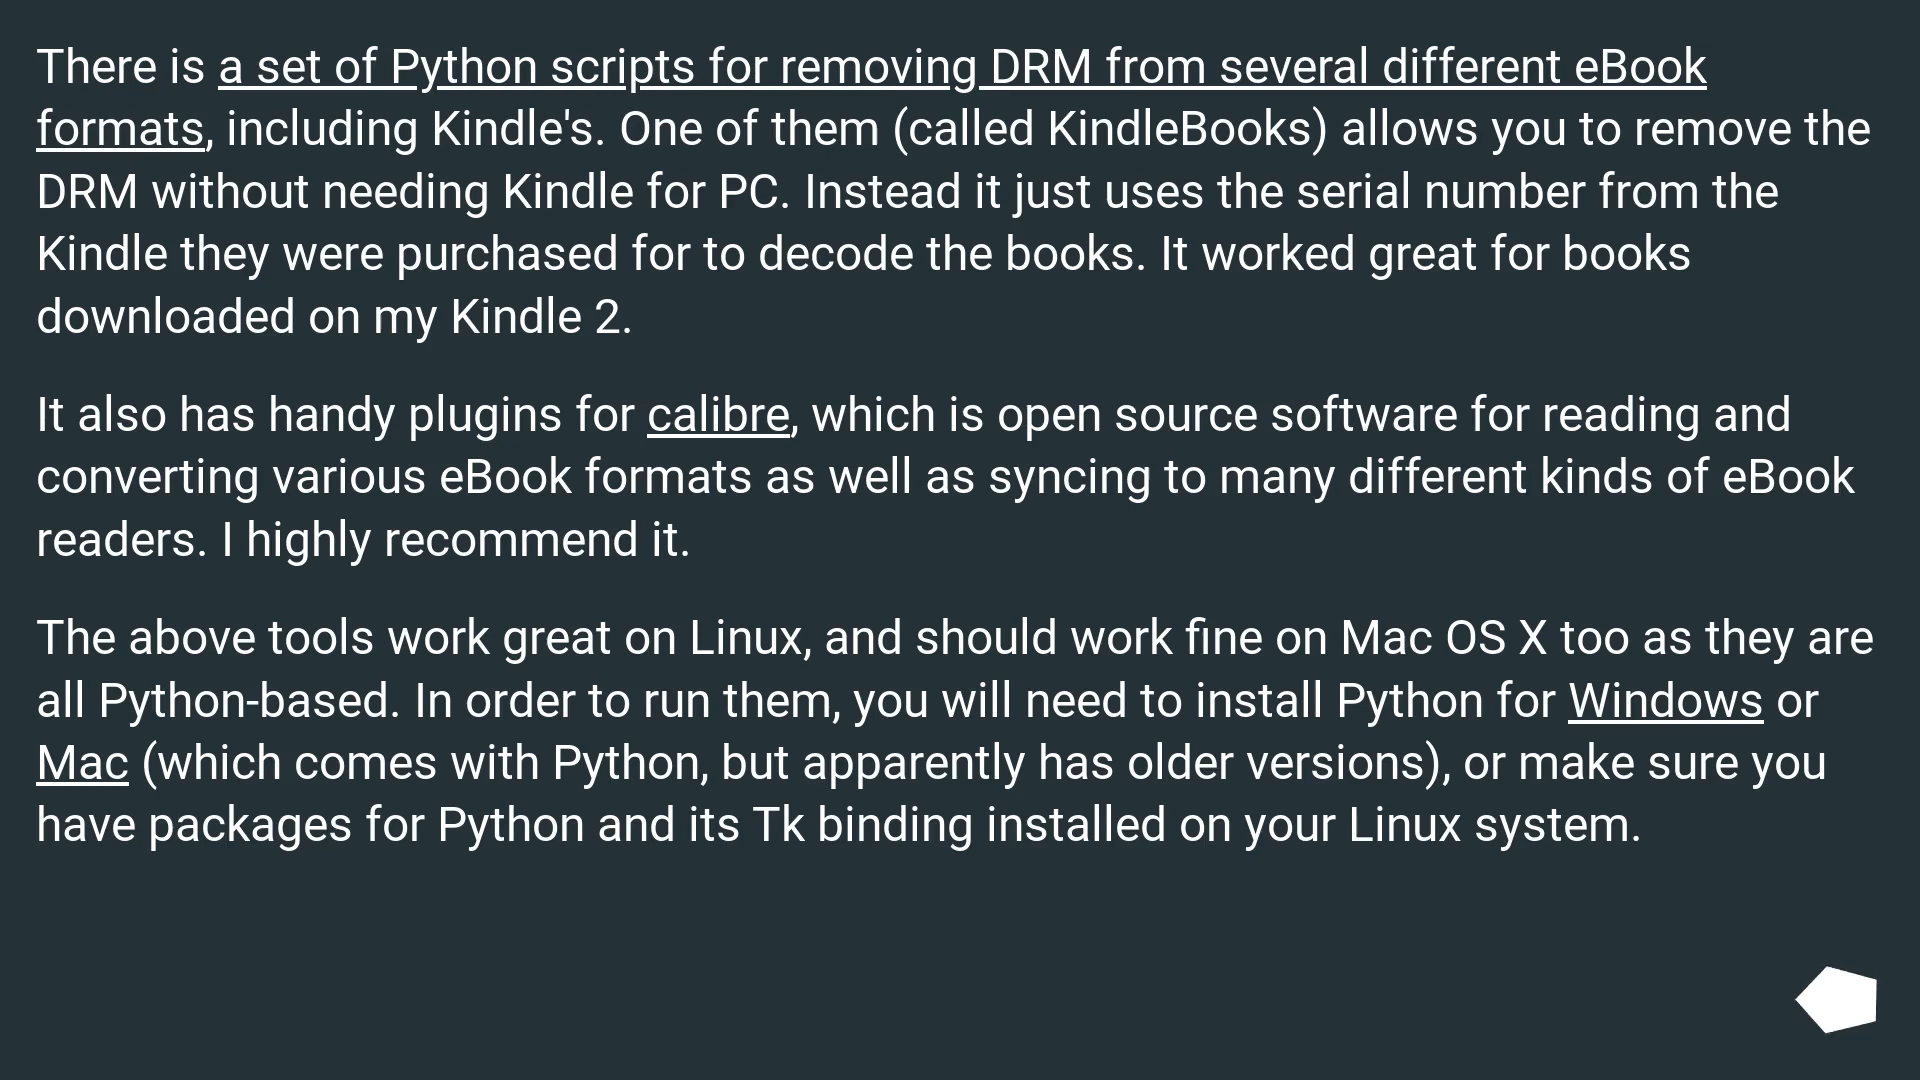 There is a set of Python scripts for removing DRM from several different eBook
formats, including Kindle's. One of them (called KindleBooks) allows you to remove the
DRM without needing Kindle for PC. Instead it just uses the serial number from the
Kindle they were purchased for to decode the books. It worked great for books
downloaded on my Kindle 2.
It also has handy plugins for calibre, which is open source software for reading and
converting various eBook formats as well as syncing to many different kinds of eBook
readers. I highly recommend it.
The above tools work great on Linux, and should work fine on Mac OS X too as they are
all Python-based. In order to run them, you will need to install Python for Windows or
Mac (which comes with Python, but apparently has older versions), or make sure you
have packages for Python and its Tk binding installed on your Linux system.